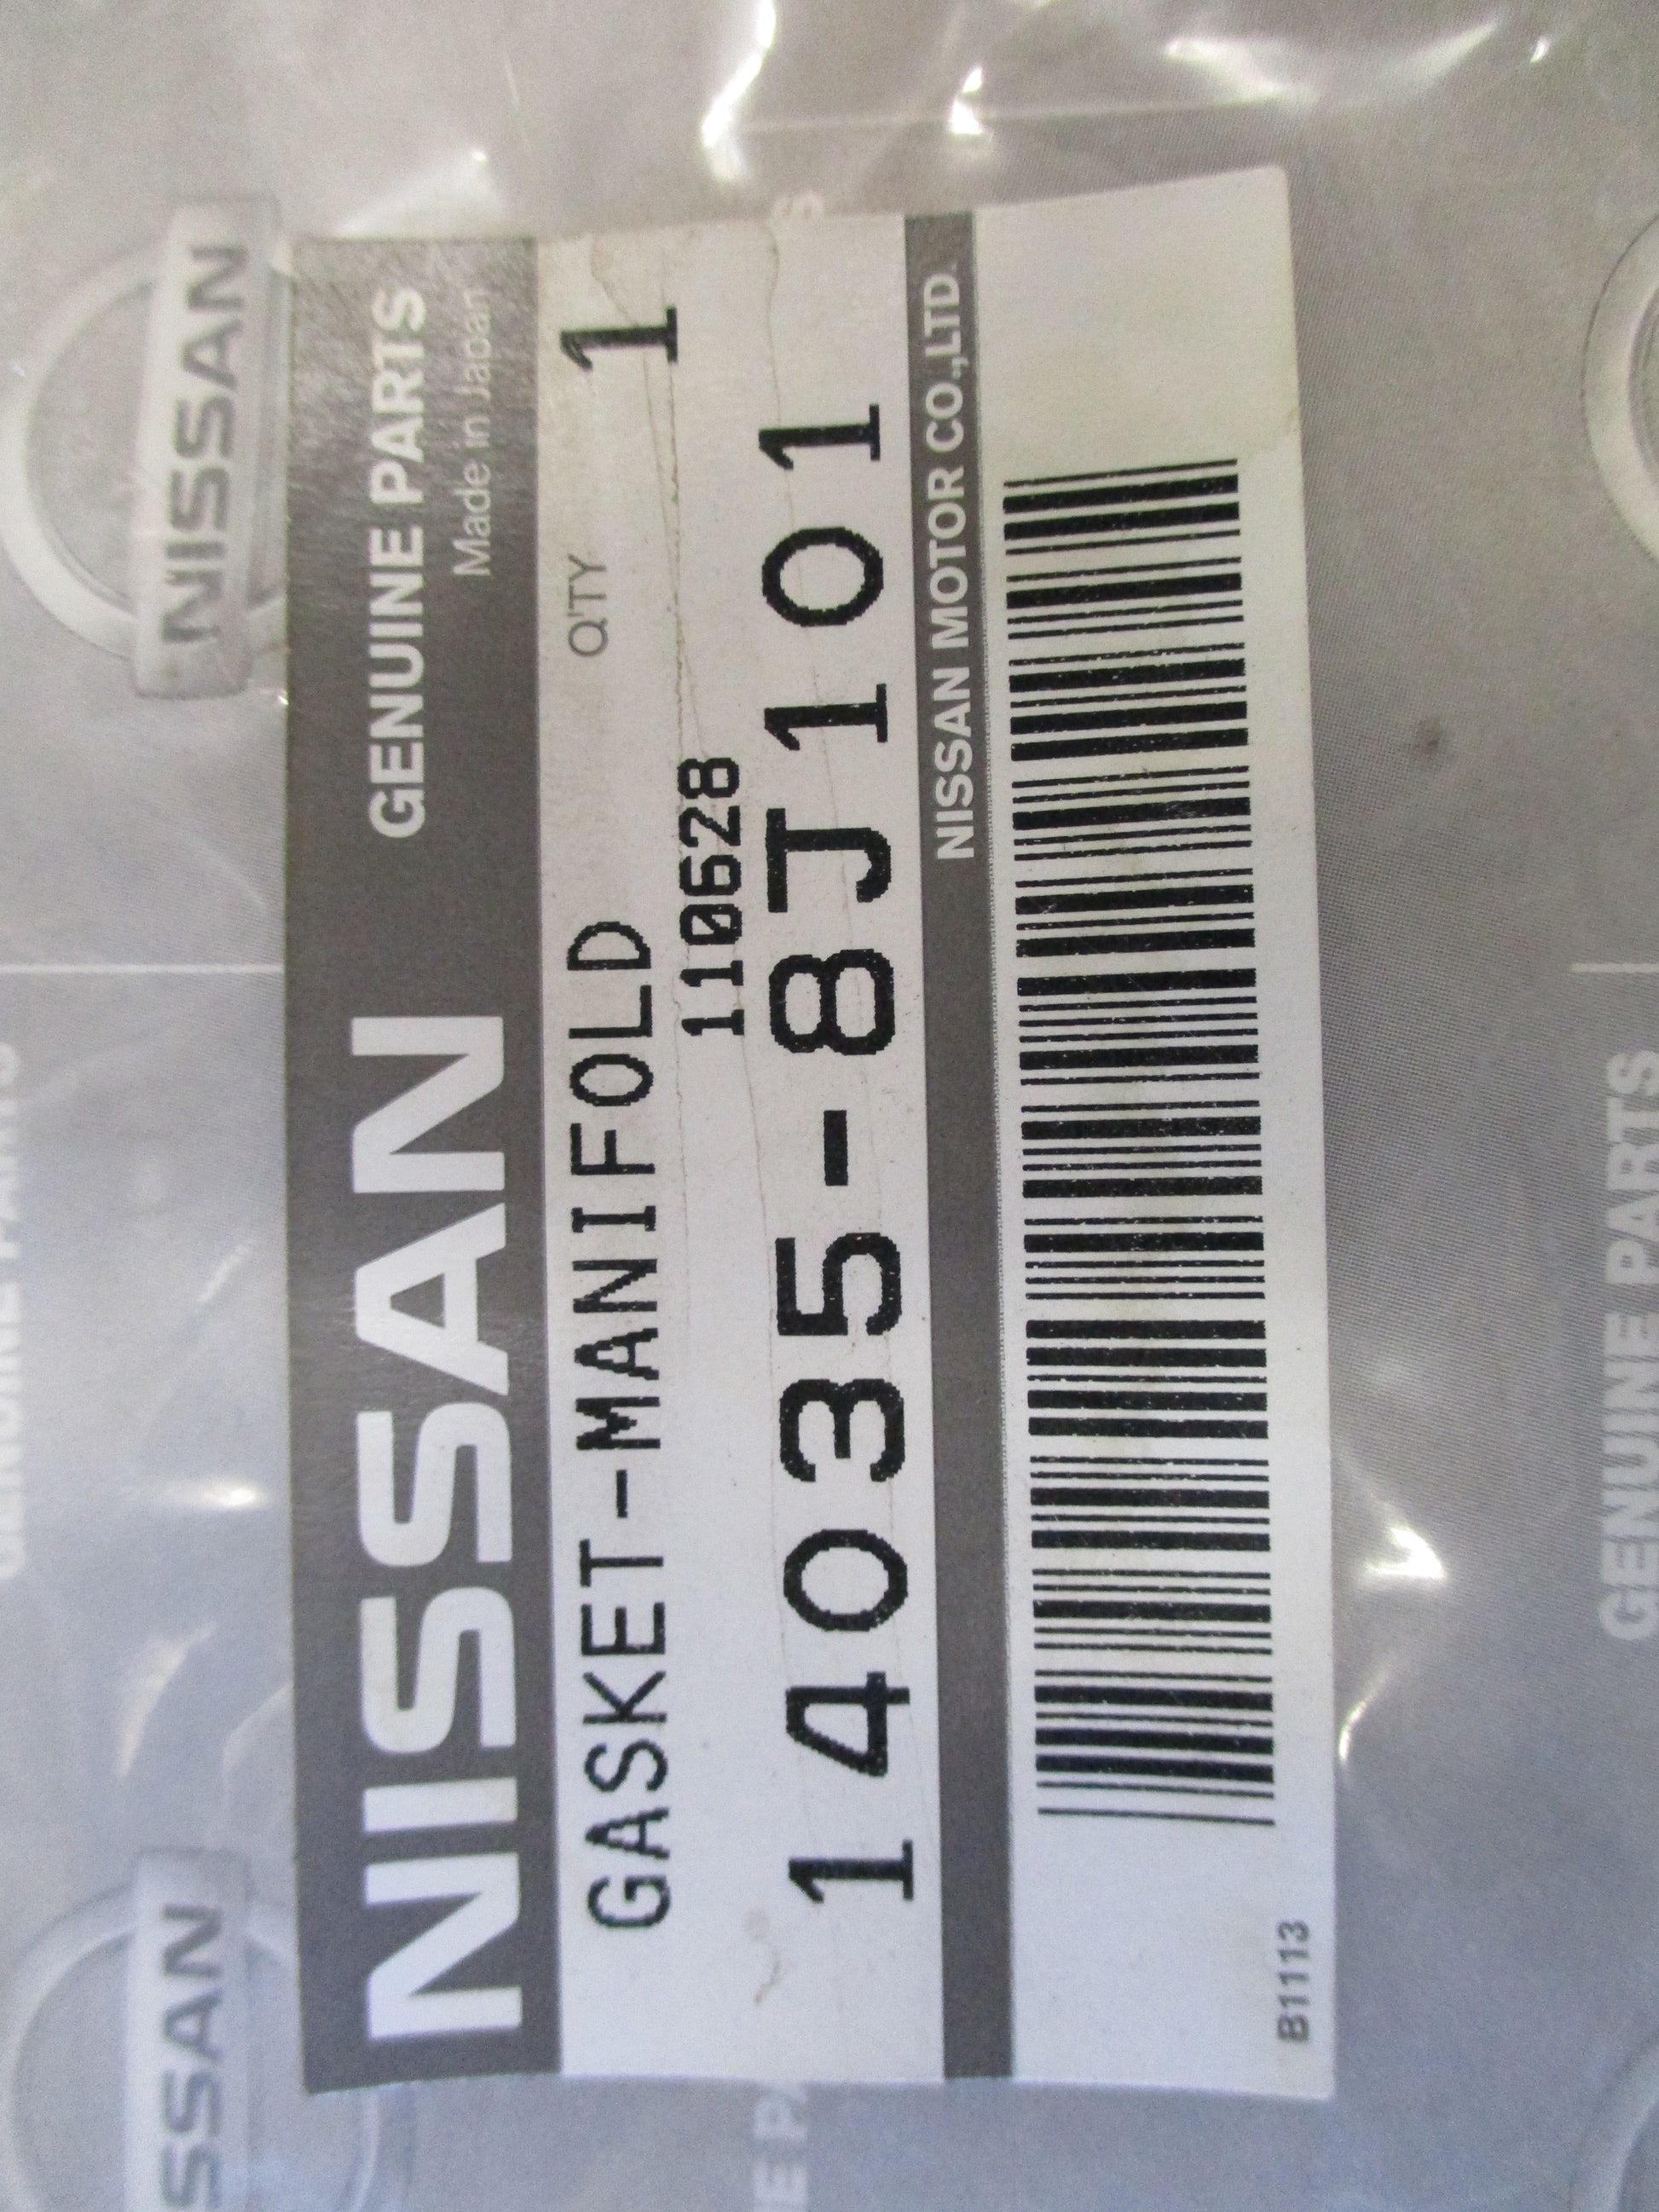 NISSAN GENUINE PARTS
Made in Japan
GASKET-MANIFOLD Q'TY 1
110628
14035-8J101
NISSAN MOTOR CO.,LTD.
B1113
NISSAN
NISSAN
GENUINE PARTS
GENUINE PARTS